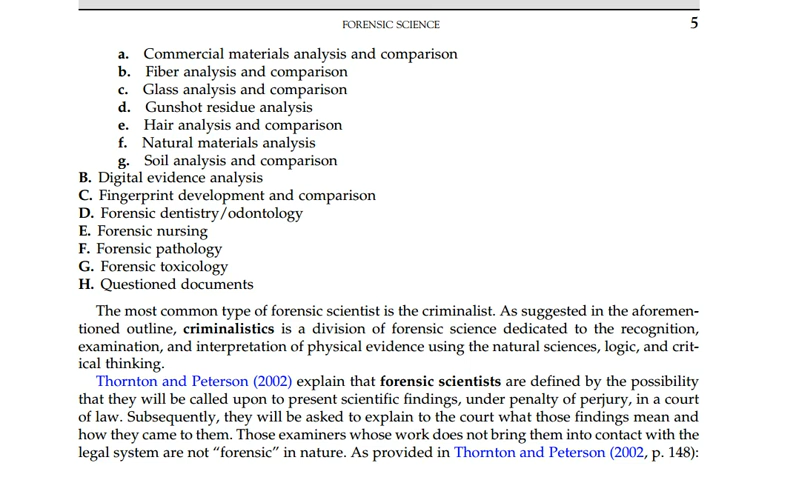 FORENSIC SCIENCE 5
a. Commercial materials analysis and comparison
b. Fiber analysis and comparison
c. Glass analysis and comparison
d. Gunshot residue analysis
e. Hair analysis and comparison
f. Natural materials analysis
g. Soil analysis and comparison
B. Digital evidence analysis
C. Fingerprint development and comparison
D. Forensic dentistry/odontology
E. Forensic nursing
F. Forensic pathology
G. Forensic toxicology
H. Questioned documents
The most common type of forensic scientist is the criminalist. As suggested in the aforemen-
tioned outline, criminalistics is a division of forensic science dedicated to the recognition,
examination, and interpretation of physical evidence using the natural sciences, logic, and crit-
ical thinking.
Thornton and Peterson (2002) explain that forensic scientists are defined by the possibility
that they will be called upon to present scientific findings, under penalty of perjury, in a court
of law. Subsequently, they will be asked to explain to the court what those findings mean and
how they came to them. Those examiners whose work does not bring them into contact with the
legal system are not “forensic” in nature. As provided in Thornton and Peterson (2002, p. 148):